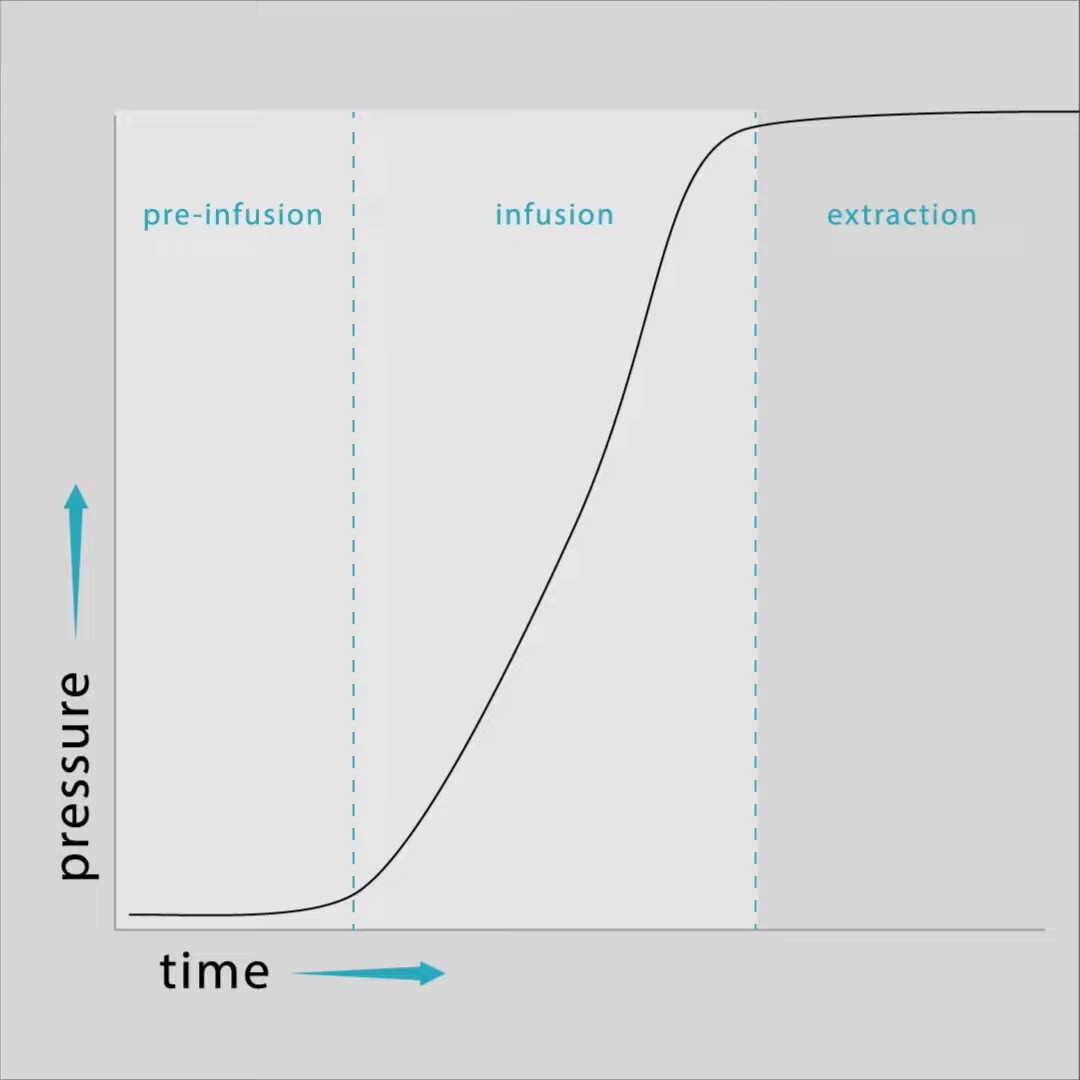 pre-infusion
infusion
extraction
pressure
time